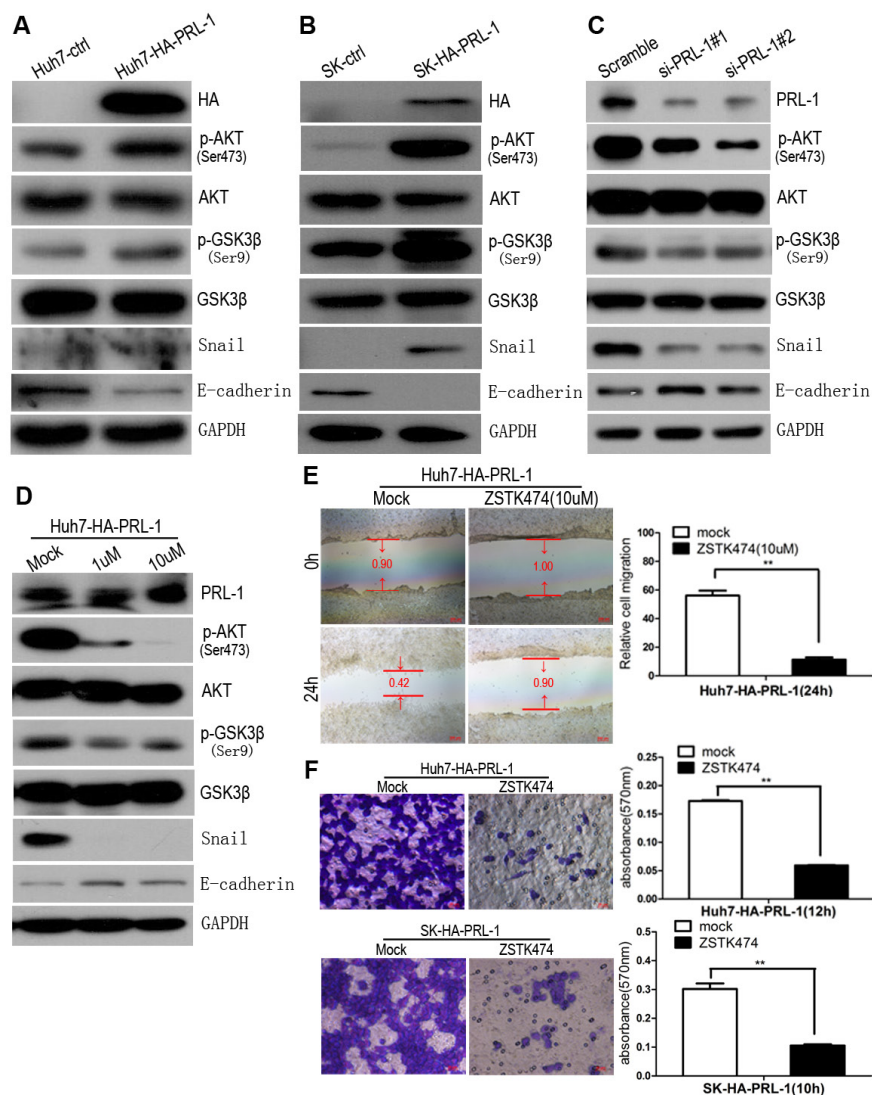 A
Huh7-ctrl
Huh7-HA-PRL-1
HA
p-AKT
(Ser473)
AKT
p-GSK3β
(Ser9)
GSK3β
Snail
E-cadherin
GAPDH
B
SK-ctrl
SK-HA-PRL-1
HA
p-AKT
(Ser473)
AKT
p-GSK3β
(Ser9)
GSK3β
Snail
E-cadherin
GAPDH
C
Scramble
si-PRL-1#1
si-PRL-1#2
PRL-1
p-AKT
(Ser473)
AKT
p-GSK3β
(Ser9)
GSK3β
Snail
E-cadherin
GAPDH
D
Huh7-HA-PRL-1
Mock
1uM
10uM
PRL-1
p-AKT
(Ser473)
AKT
p-GSK3β
(Ser9)
GSK3β
Snail
E-cadherin
GAPDH
E
Huh7-HA-PRL-1
Mock
ZSTK474(10uM)
0h
0.90
1.00
24h
0.42
0.90
mock
ZSTK474(10uM)
Relative cell migration
100
80
60
40
20
0
**
Huh7-HA-PRL-1(24h)
F
Huh7-HA-PRL-1
Mock
ZSTK474
mock
ZSTK474
absorbance(570nm)
0.25
0.20
0.15
0.10
0.05
0.00
**
Huh7-HA-PRL-1(12h)
SK-HA-PRL-1
Mock
ZSTK474
mock
ZSTK474
absorbance(570nm)
0.5
0.4
0.3
0.2
0.1
0.0
**
SK-HA-PRL-1(10h)